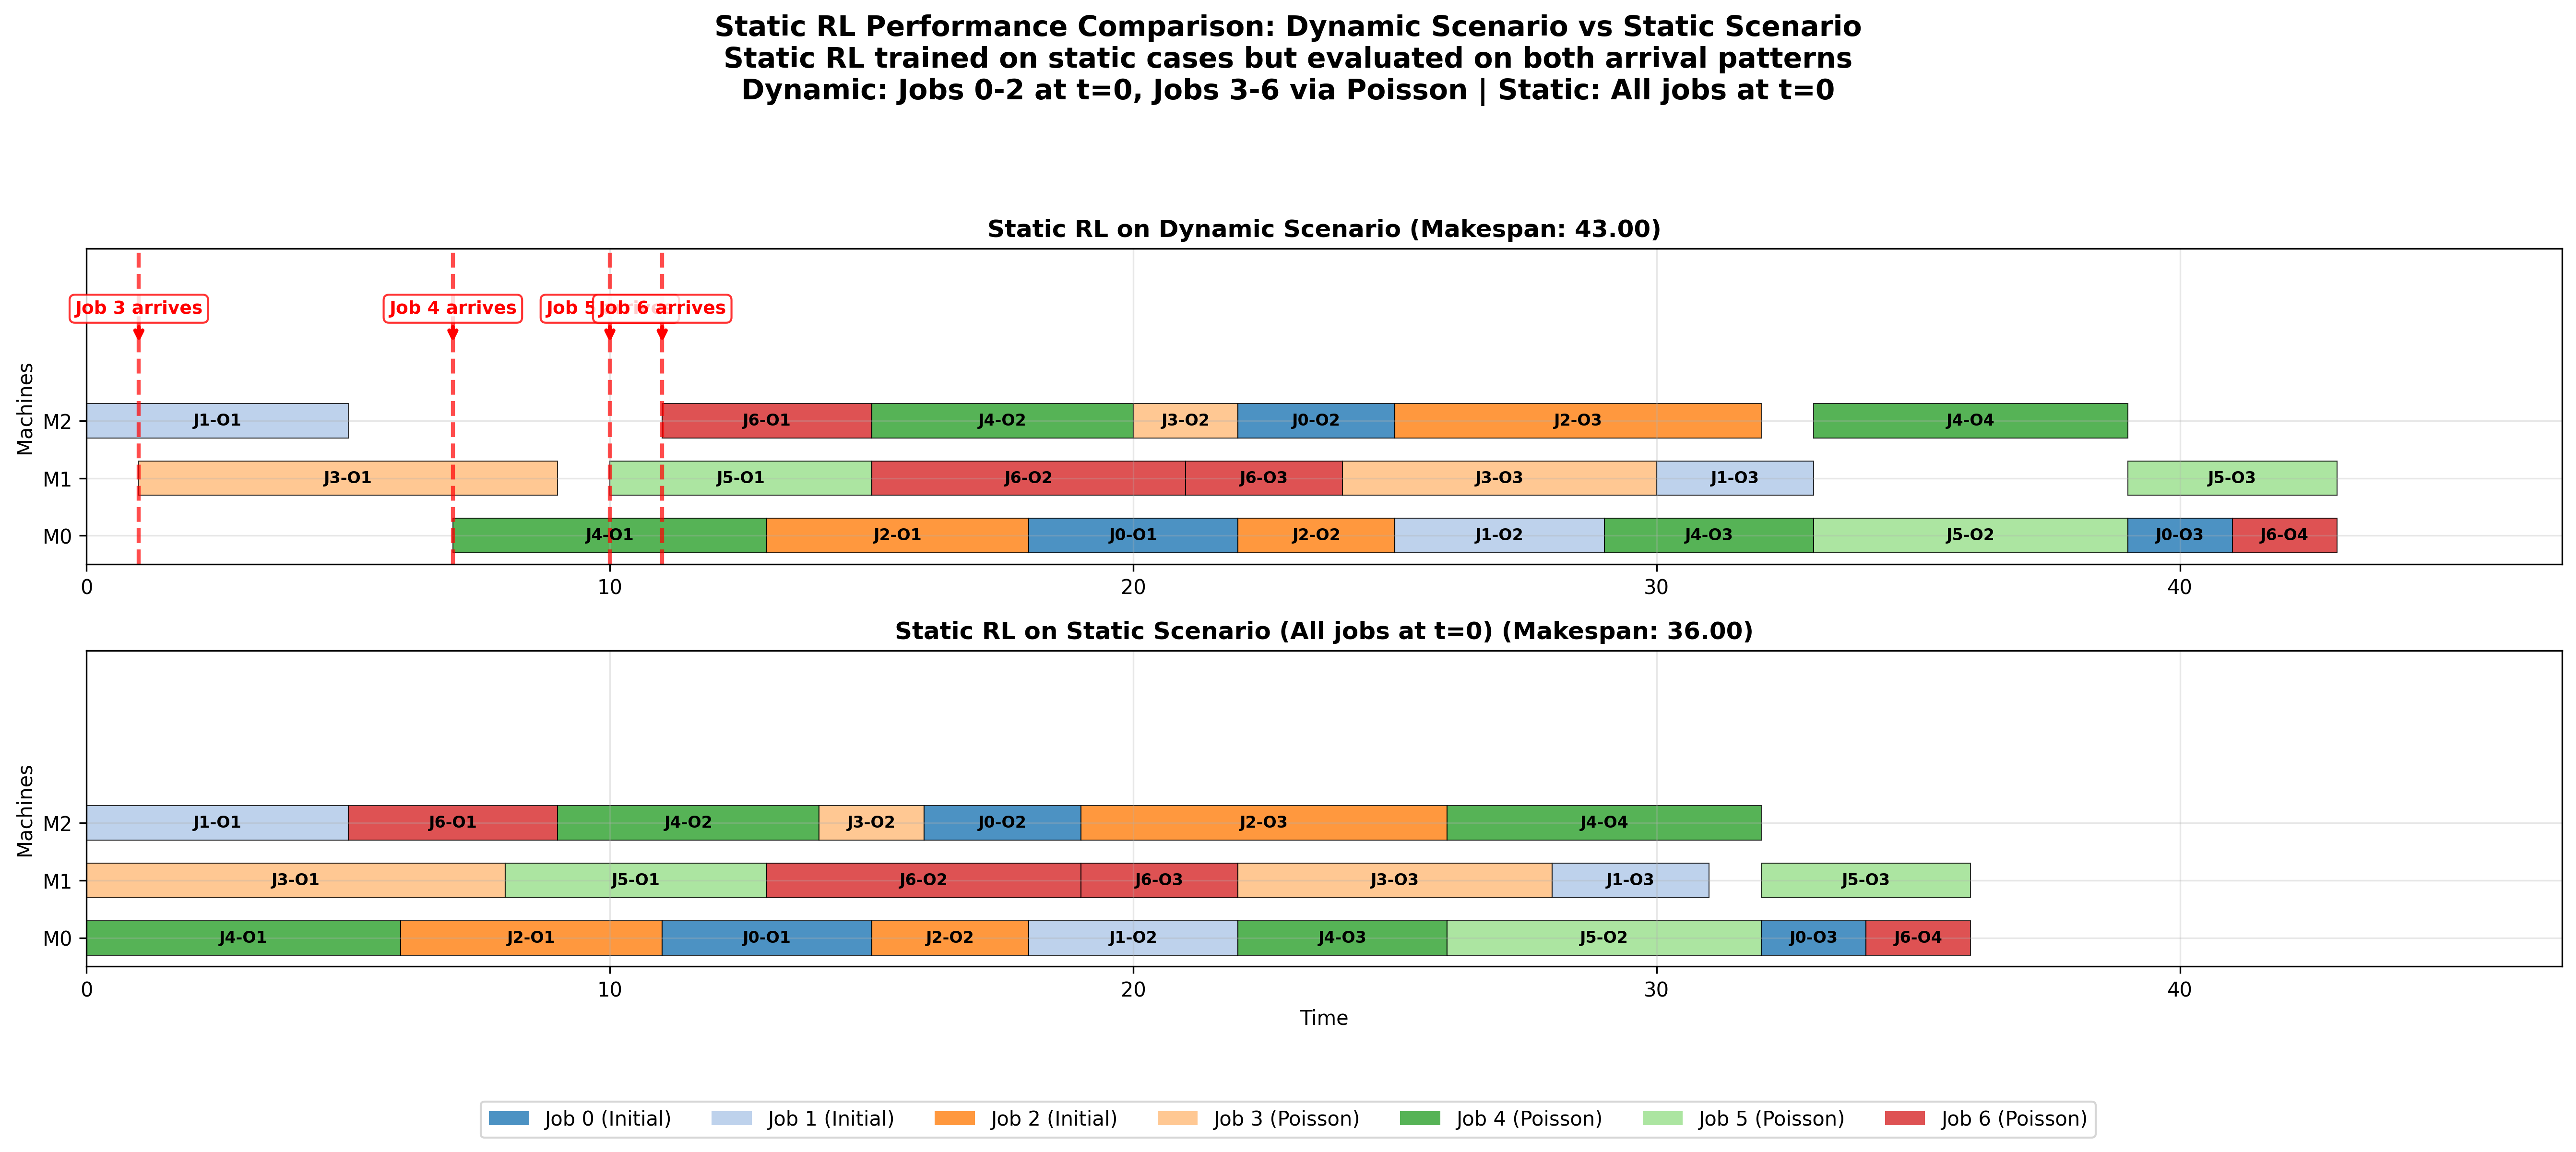 Static RL Performance Comparison: Dynamic Scenario vs Static Scenario
Static RL trained on static cases but evaluated on both arrival patterns
Dynamic: Jobs 0-2 at t=0, Jobs 3-6 via Poisson | Static: All jobs at t=0
Static RL on Dynamic Scenario (Makespan: 43.00)
Job 3 arrives
Job 4 arrives
Job 5
Job 6 arrives
Machines
M2
J1-O1
J6-O1
J4-O2
J3-O2
J0-O2
J2-O3
J4-O4
M1
J3-O1
J5-O1
J6-O2
J6-O3
J3-O3
J1-O3
J5-O3
M0
J4-O1
J2-O1
J0-O1
J2-O2
J1-O2
J4-O3
J5-O2
J0-O3
J6-O4
0
10
20
30
40
Static RL on Static Scenario (All jobs at t=0) (Makespan: 36.00)
Machines
M2
J1-O1
J6-O1
J4-O2
J3-O2
J0-O2
J2-O3
J4-O4
M1
J3-O1
J5-O1
J6-O2
J6-O3
J3-O3
J1-O3
J5-O3
M0
J4-O1
J2-O1
J0-O1
J2-O2
J1-O2
J4-O3
J5-O2
J0-O3
J6-O4
0
10
20
30
40
Time
Job 0 (Initial)
Job 1 (Initial)
Job 2 (Initial)
Job 3 (Poisson)
Job 4 (Poisson)
Job 5 (Poisson)
Job 6 (Poisson)